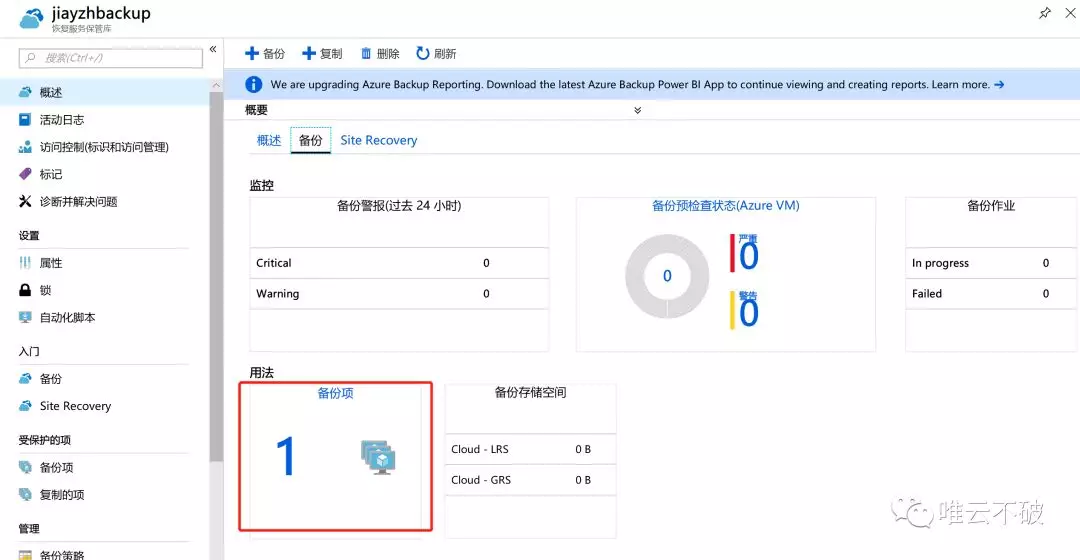 jiayzhbackup
恢复服务保管库
搜索(Ctrl+/)
概述
活动日志
访问控制(标识和访问管理)
标记
诊断并解决问题
设置
属性
锁
自动化脚本
入门
备份
Site Recovery
受保护的项
备份项
复制的项
管理
备份策略
备份 复制 删除 刷新
We are upgrading Azure Backup Reporting. Download the latest Azure Backup Power BI App to continue viewing and creating reports. Learn more. →
概要
概述 备份 Site Recovery
监控
备份警报(过去 24 小时)
Critical 0
Warning 0
备份预检查状态(Azure VM)
0
严重
0
警告
0
备份作业
In progress 0
Failed 0
用法
备份项
1
备份存储空间
Cloud - LRS 0 B
Cloud - GRS 0 B
唯云不破